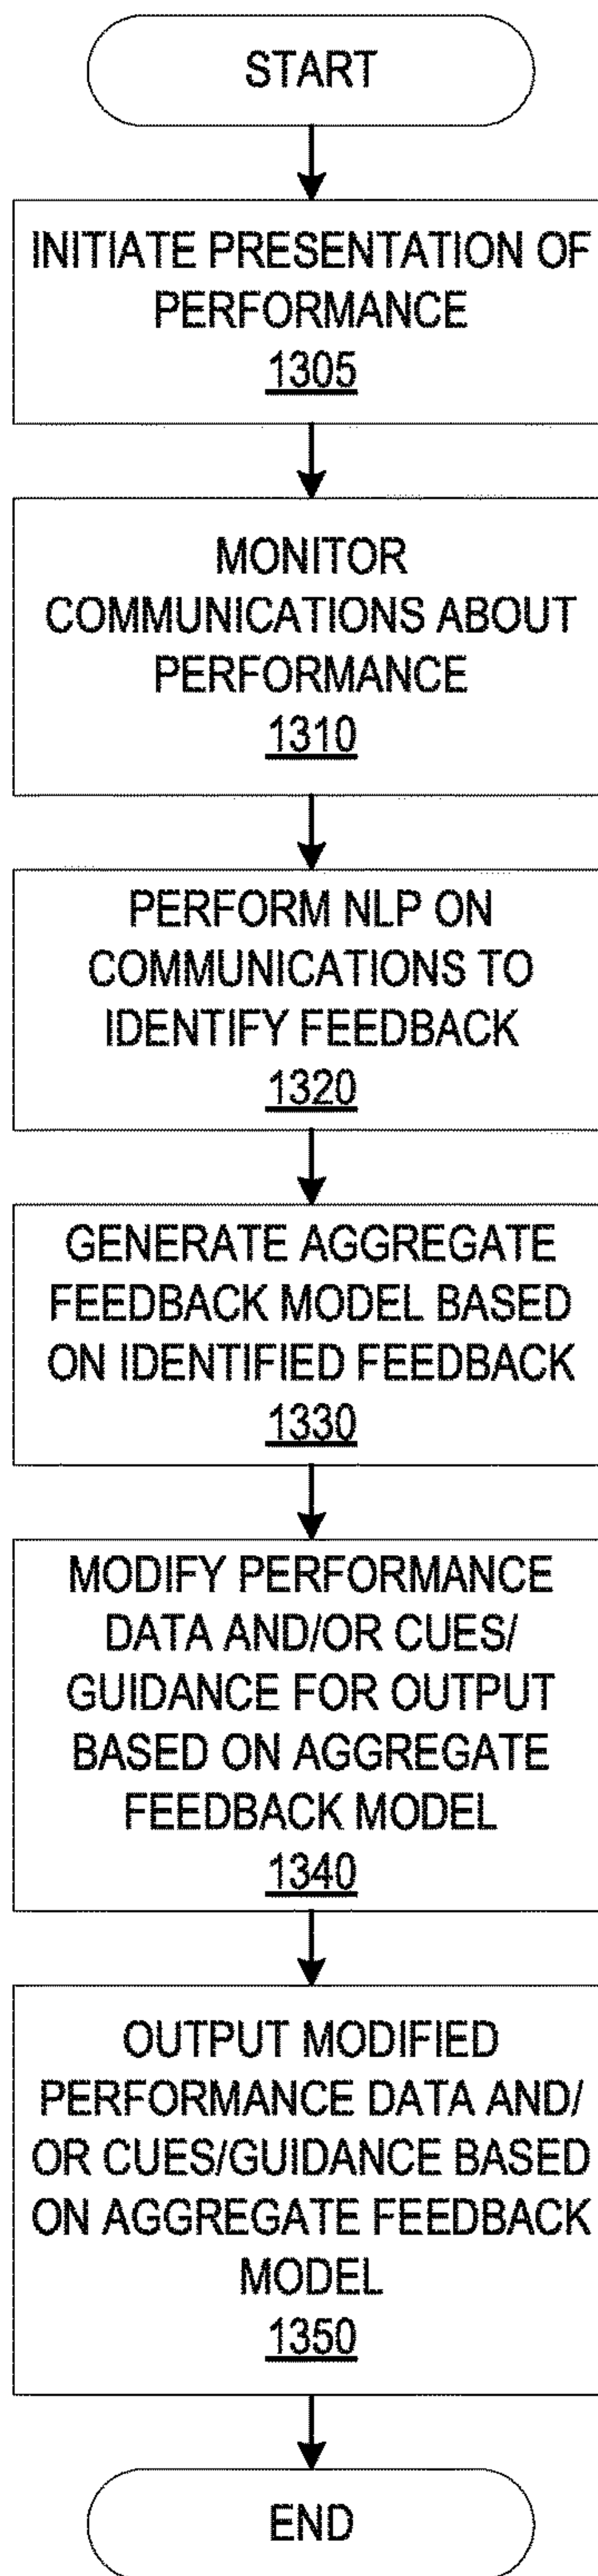 START
INITIATE PRESENTATION OF
PERFORMANCE
1305
MONITOR
COMMUNICATIONS ABOUT
PERFORMANCE
1310
PERFORM NLP ON
COMMUNICATIONS TO
IDENTIFY FEEDBACK
1320
GENERATE AGGREGATE
FEEDBACK MODEL BASED
ON IDENTIFIED FEEDBACK
1330
MODIFY PERFORMANCE
DATA AND/OR CUES/
GUIDANCE FOR OUTPUT
BASED ON AGGREGATE
FEEDBACK MODEL
1340
OUTPUT MODIFIED
PERFORMANCE DATA AND/
OR CUES/GUIDANCE BASED
ON AGGREGATE FEEDBACK
MODEL
1350
END